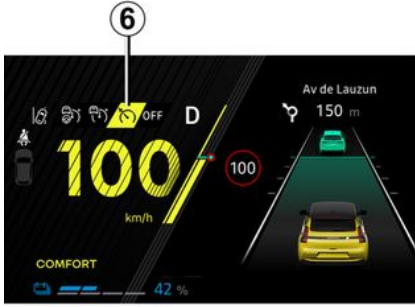 6
Av de Lauzun
150 m
OFF D
100
100
km/h
COMFORT
42 %